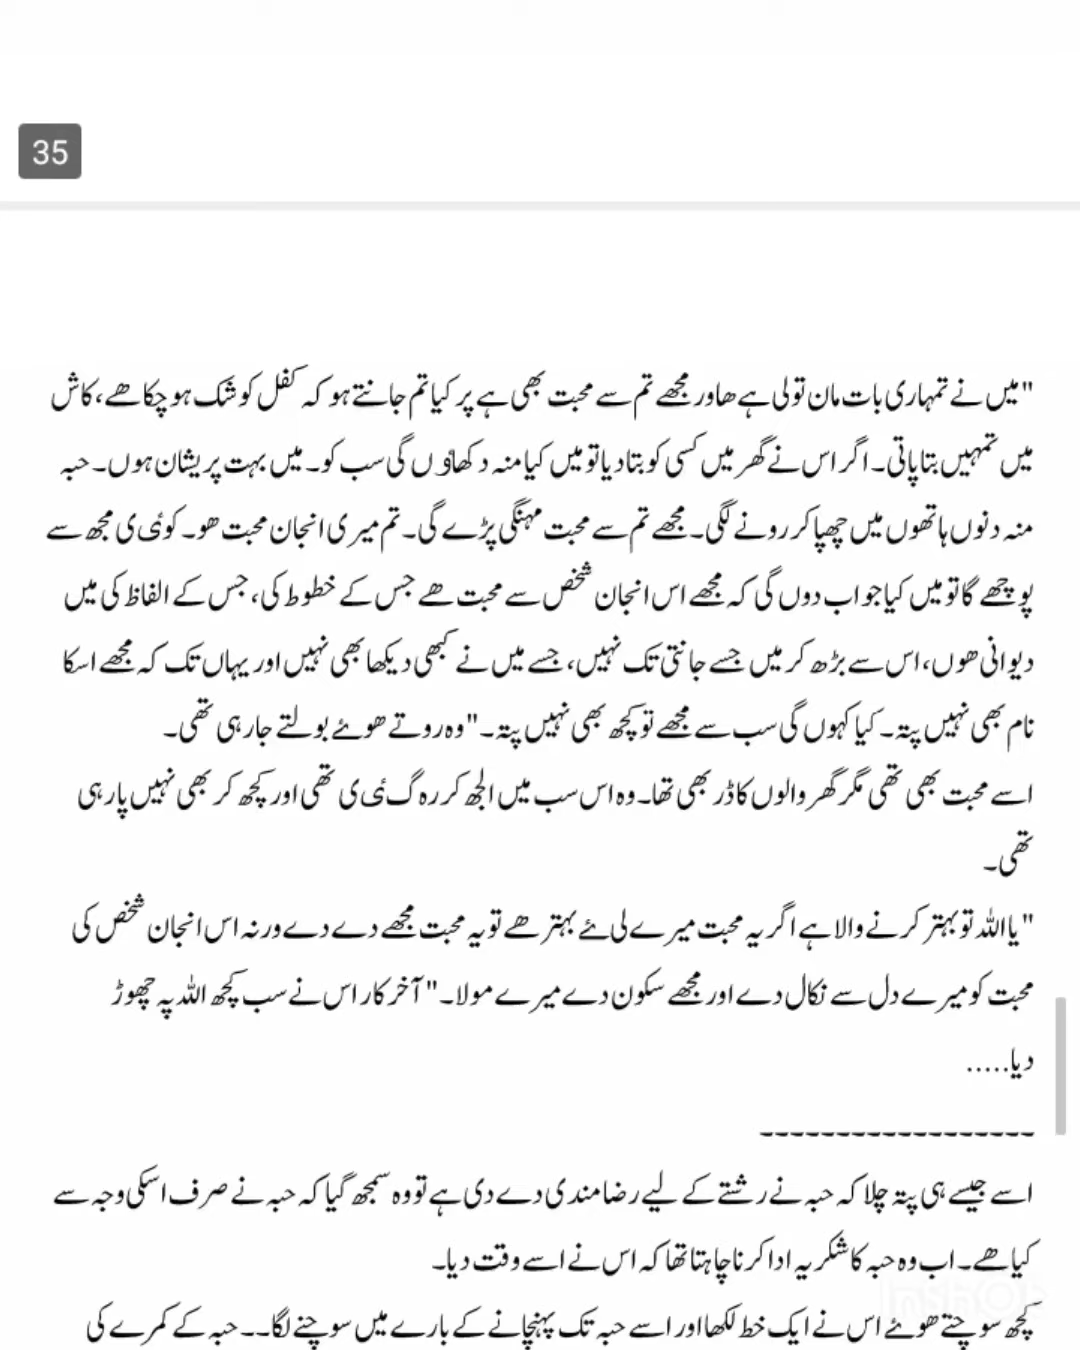 35
"میں نے تمہاری بات مان تو لی ہے ھاور مجھے تم سے محبت بھی ہے پر کیا تم جانتے ہو کہ کفل کو شک ہو چکا ھے، کاش
میں تمہیں بتا پاتی۔ اگر اس نے گھر میں کسی کو بتا دیا تو میں کیا منہ دکھاؤں گی سب کو۔ میں بہت پریشان ہوں۔ حبہ
منہ دنوں ہاتھوں میں چھپا کر رونے لگی۔ مجھے تم سے محبت مہنگی پڑے گی۔ تم میری انجان محبت ھو۔ کوئی ی مجھ سے
پوچھے گا تو میں کیا جواب دوں گی کہ مجھے اس انجان شخص سے محبت ھے جس کے خطوط کی، جس کے الفاظ کی میں
دیوانی ھوں، اس سے بڑھ کر میں جسے جانتی تک نہیں، جسے میں نے کبھی دیکھا بھی نہیں اور یہاں تک کہ مجھے اسکا
نام بھی نہیں پتہ۔ کیا کہوں گی سب سے مجھے تو کچھ بھی نہیں پتہ۔" وہ روتے ھوئے بولتے جا رہی تھی۔
اسے محبت بھی تھی مگر گھر والوں کا ڈر بھی تھا۔ وہ اس سب میں الجھ کر رہ گ ئی ی تھی اور کچھ کر بھی نہیں پا رہی
تھی۔
"یا اللہ تو بہتر کرنے والا ہے اگر یہ محبت میرے لی ئے بہتر ھے تو یہ محبت مجھے دے دے ورنہ اس انجان شخص کی
محبت کو میرے دل سے نکال دے اور مجھے سکون دے میرے مولا۔" آخر کار اس نے سب کچھ اللہ پہ چھوڑ
دیا.....
------------------
اسے جیسے ہی پتہ چلا کہ حبہ نے رشتے کے لیے رضامندی دے دی ہے تو وہ سمجھ گیا کہ حبہ نے صرف اسکی وجہ سے
کیا ھے۔ اب وہ حبہ کا شکریہ ادا کرنا چاہتا تھا کہ اس نے اسے وقت دیا۔
کچھ سوچتے ھوئے اس نے ایک خط لکھا اور اسے حبہ تک پہنچانے کے بارے میں سوچنے لگا۔۔ حبہ کے کمرے کی